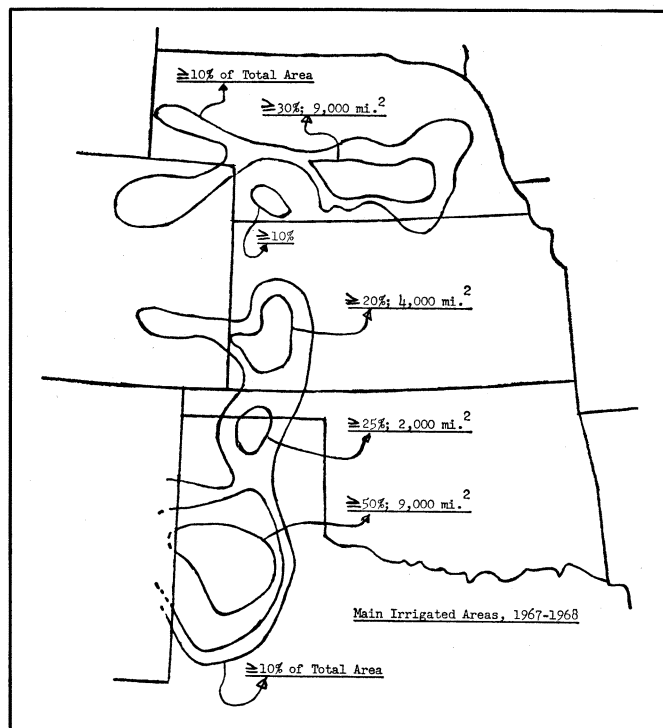 ≥10% of Total Area
≥30%; 9,000 mi.²
≥10%
≥20%; 4,000 mi.²
≥25%; 2,000 mi.²
≥50%; 9,000 mi.²
Main Irrigated Areas, 1967-1968
≥10% of Total Area